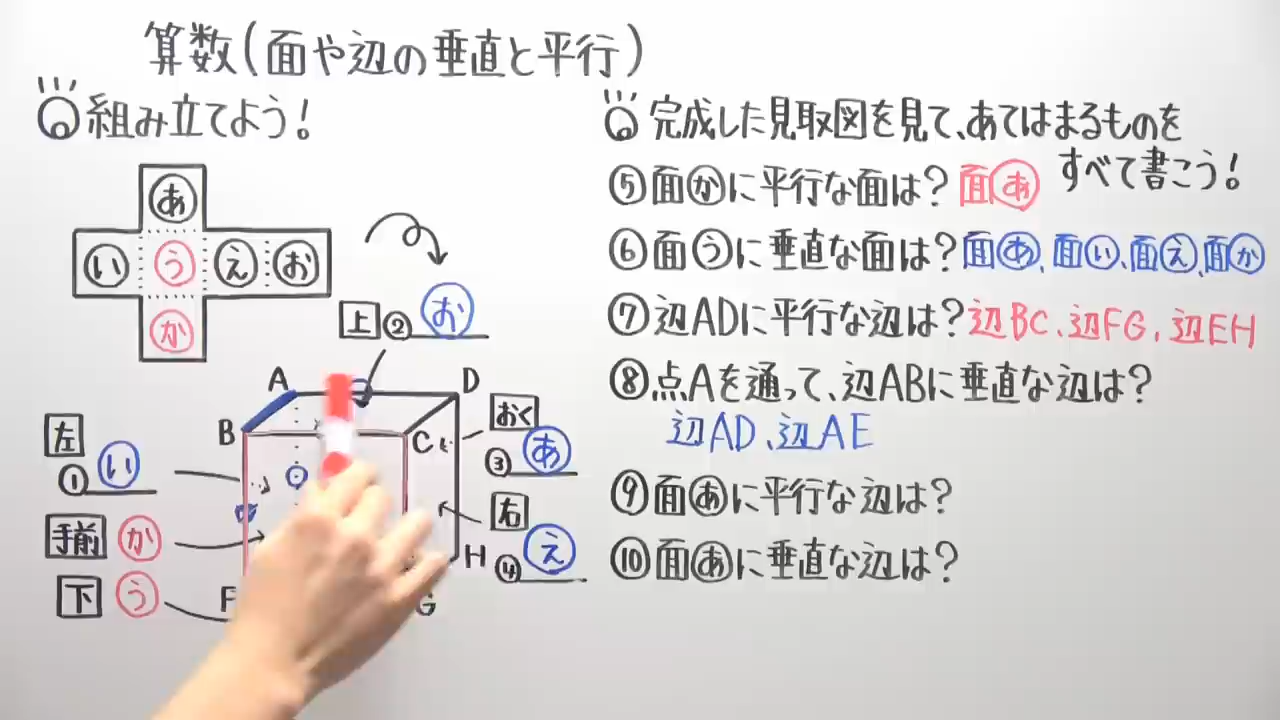 算数(面や辺の垂直と平行)
組み立てよう!
あ
い う え お
か
上 ② お
A D
B C
おく
③ あ
左
① い
手前 か
下 う
右
④ え
H
F G
完成した見取図を見て、あてはまるものを
すべて書こう!
⑤面かに平行な面は? 面あ
⑥面うに垂直な面は? 面あ、面い、面え、面か
⑦辺ADに平行な辺は? 辺BC、辺FG、辺EH
⑧点Aを通って、辺ABに垂直な辺は?
辺AD、辺AE
⑨面あに平行な辺は?
⑩面あに垂直な辺は?